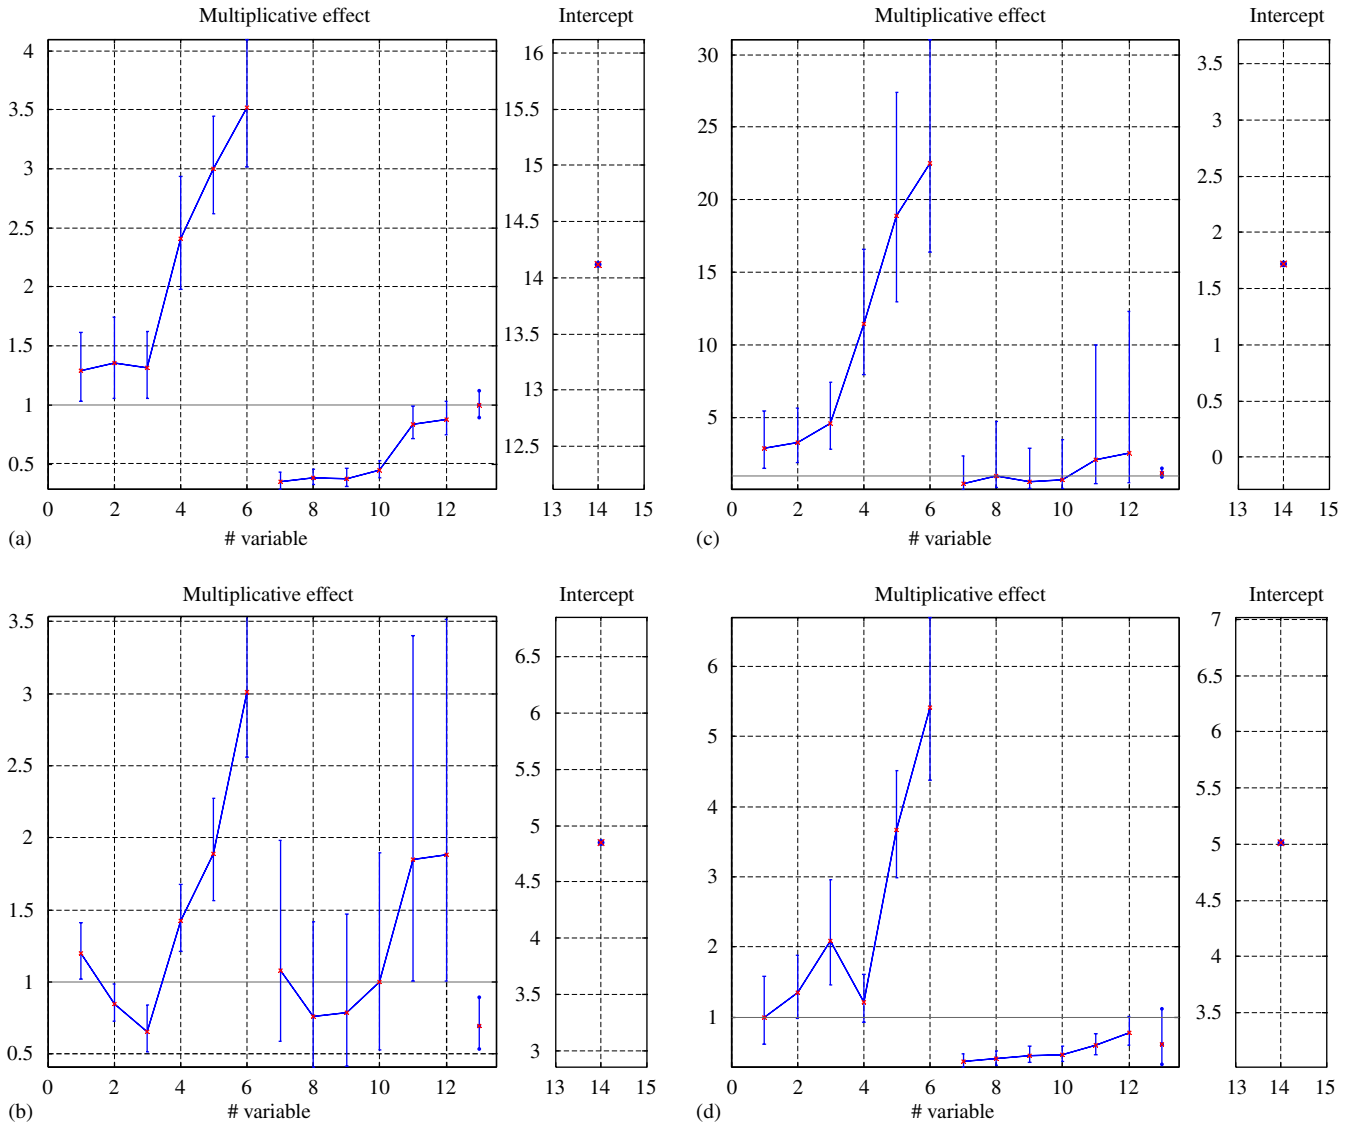 Multiplicative effect
Intercept
4
3.5
3
2.5
2
1.5
1
0.5
0 2 4 6 8 10 12
16
15.5
15
14.5
14
13.5
13
12.5
13 14 15
(a)
# variable
Multiplicative effect
Intercept
30
25
20
15
10
5
0 2 4 6 8 10 12
3.5
3
2.5
2
1.5
1
0.5
0
13 14 15
(c)
# variable
Multiplicative effect
Intercept
3.5
3
2.5
2
1.5
1
0.5
0 2 4 6 8 10 12
6.5
6
5.5
5
4.5
4
3.5
3
13 14 15
(b)
# variable
Multiplicative effect
Intercept
6
5
4
3
2
1
0 2 4 6 8 10 12
7
6.5
6
5.5
5
4.5
4
3.5
13 14 15
(d)
# variable